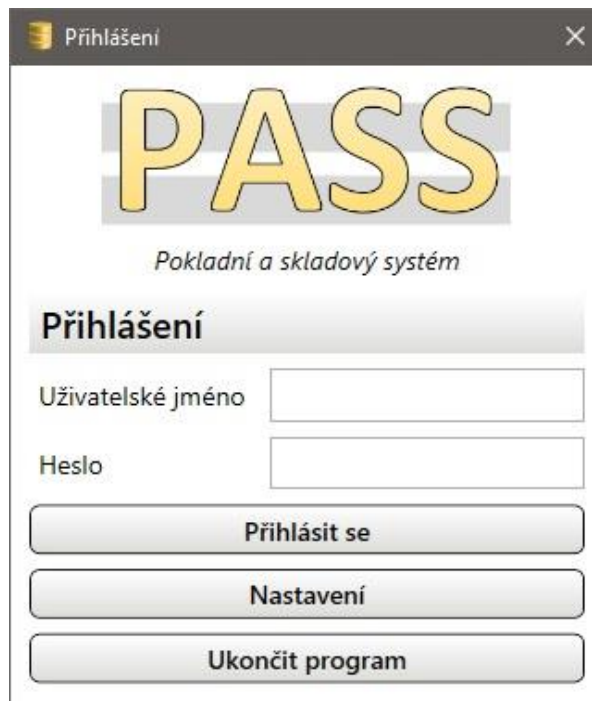 Přihlášení
PASS
Pokladní a skladový systém
Přihlášení
Uživatelské jméno
Heslo
Přihlásit se
Nastavení
Ukončit program